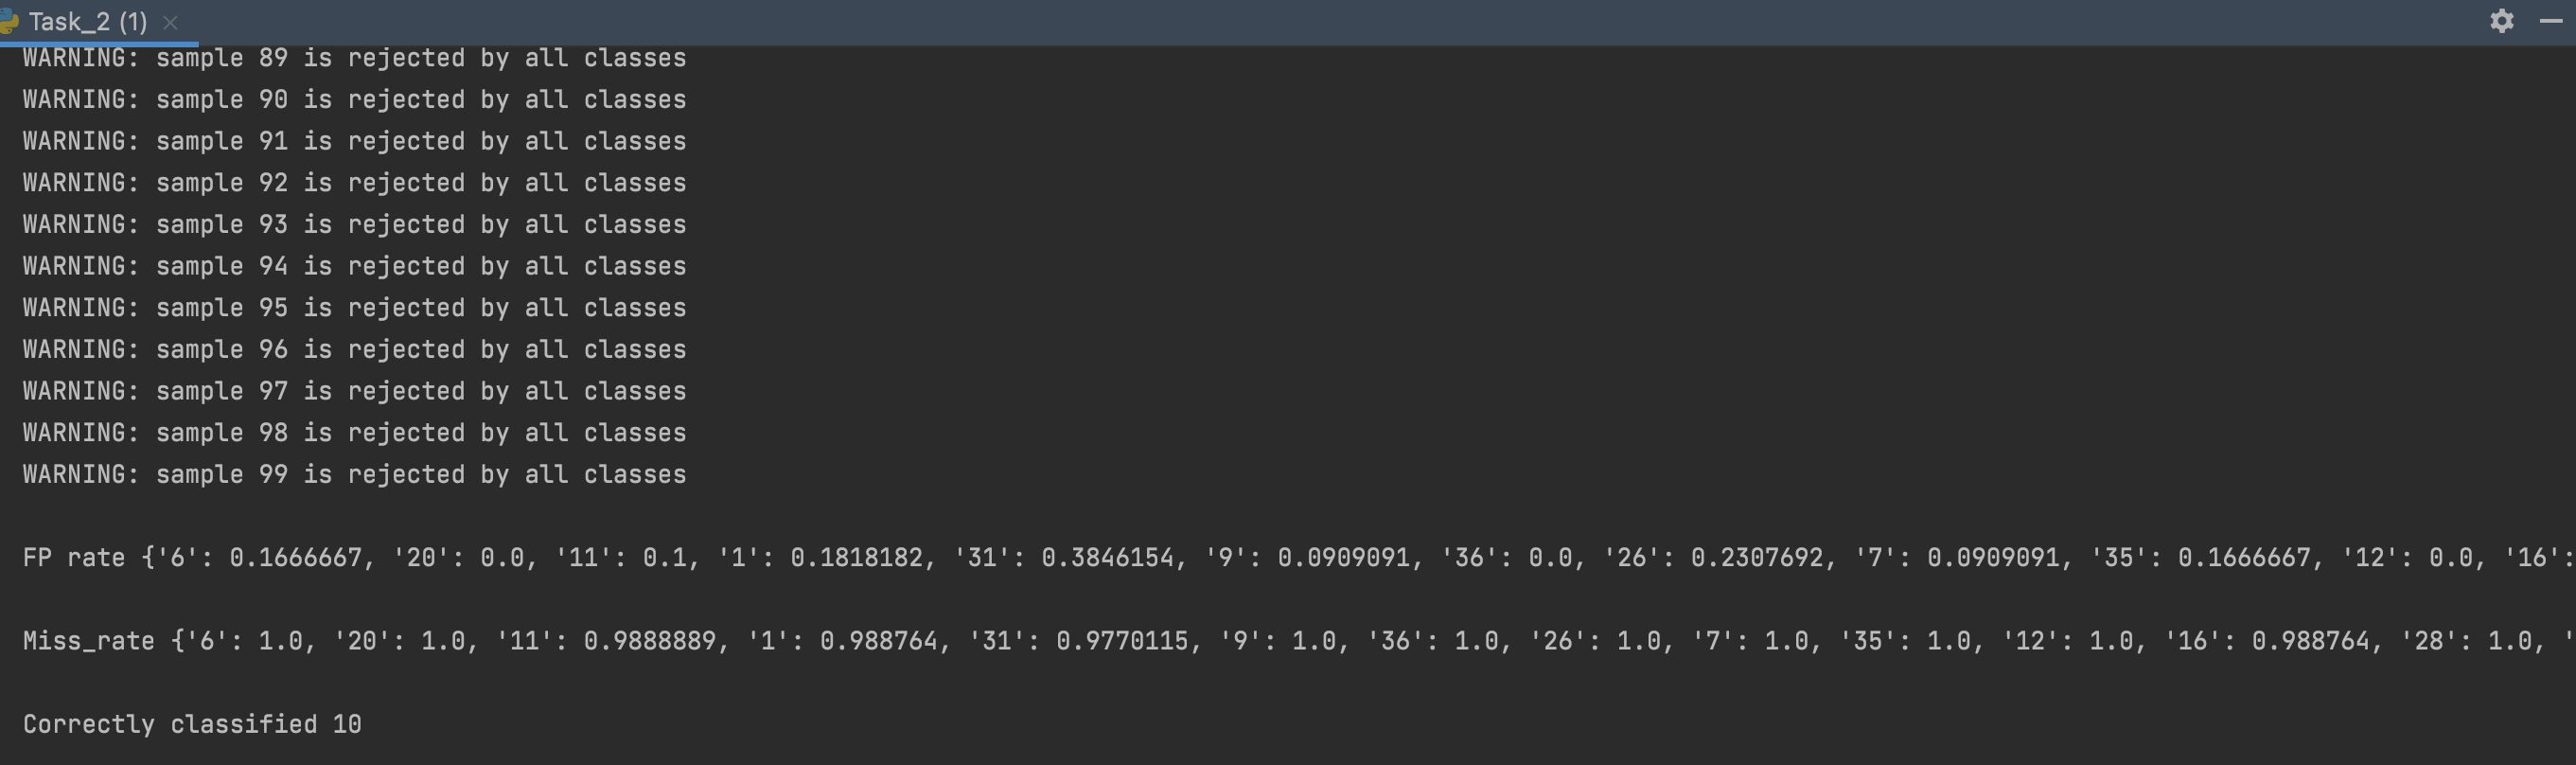 Task_2 (1)
WARNING: sample 89 is rejected by all classes
WARNING: sample 90 is rejected by all classes
WARNING: sample 91 is rejected by all classes
WARNING: sample 92 is rejected by all classes
WARNING: sample 93 is rejected by all classes
WARNING: sample 94 is rejected by all classes
WARNING: sample 95 is rejected by all classes
WARNING: sample 96 is rejected by all classes
WARNING: sample 97 is rejected by all classes
WARNING: sample 98 is rejected by all classes
WARNING: sample 99 is rejected by all classes
FP rate {'6': 0.1666667, '20': 0.0, '11': 0.1, '1': 0.1818182, '31': 0.3846154, '9': 0.0909091, '36': 0.0, '26': 0.2307692, '7': 0.0909091, '35': 0.1666667, '12': 0.0, '16':
Miss_rate {'6': 1.0, '20': 1.0, '11': 0.9888889, '1': 0.988764, '31': 0.9770115, '9': 1.0, '36': 1.0, '26': 1.0, '7': 1.0, '35': 1.0, '12': 1.0, '16': 0.988764, '28': 1.0, '
Correctly classified 10